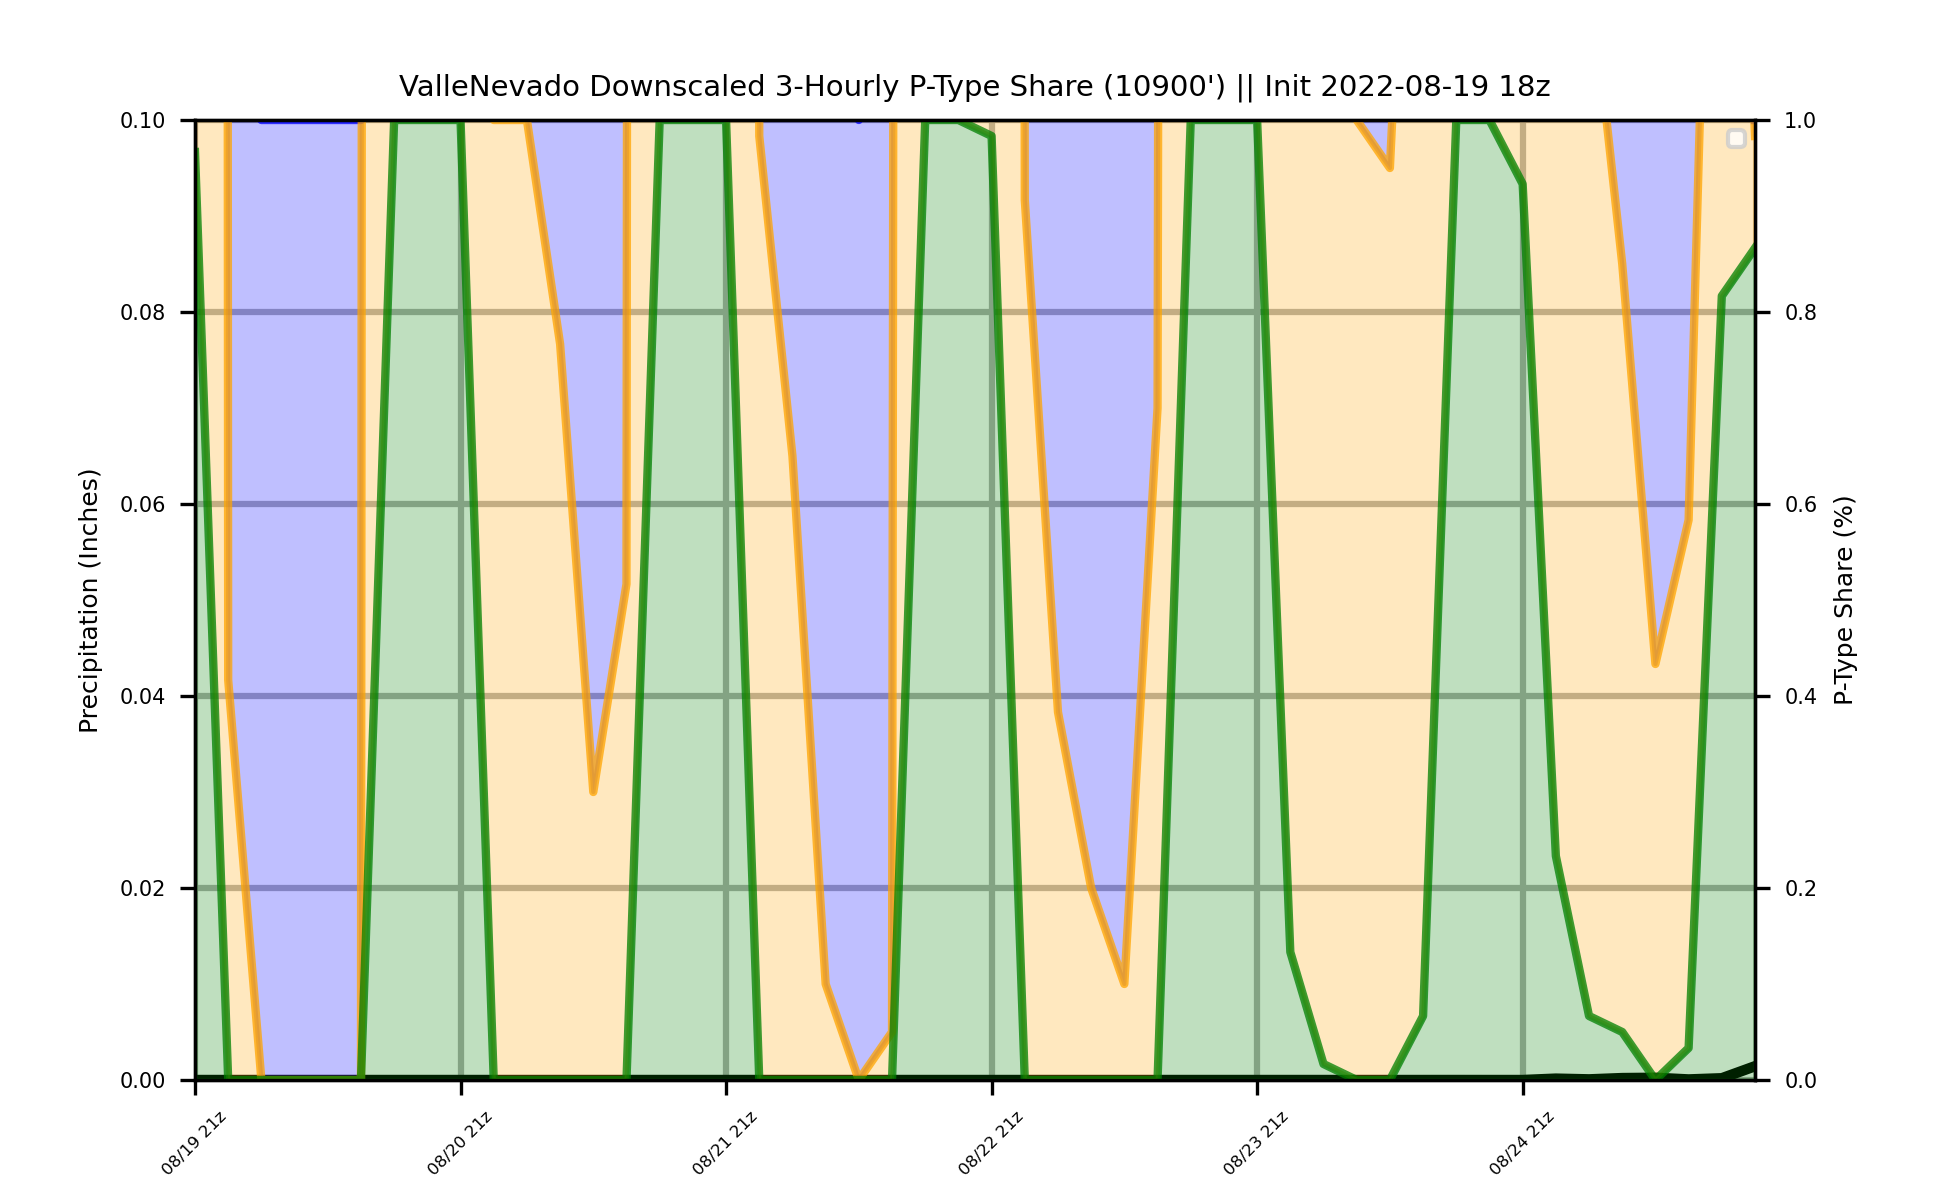 ValleNevado Downscaled 3-Hourly P-Type Share (10900') || Init 2022-08-19 18z
0.10
0.08
0.06
0.04
0.02
0.00
Precipitation (Inches)
1.0
0.8
0.6
0.4
0.2
0.0
P-Type Share (%)
08/19 21z
08/20 21z
08/21 21z
08/22 21z
08/23 21z
08/24 21z